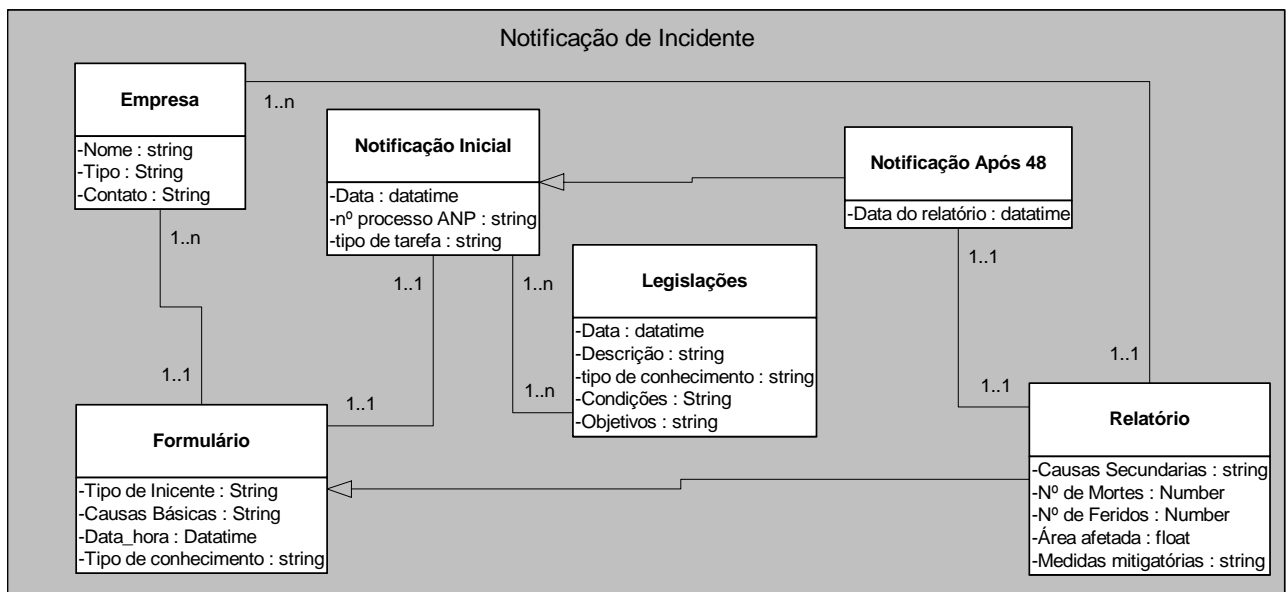 Notificação de Incidente
Empresa
-Nome : string
-Tipo : String
-Contato : String
1..n
1..n
Notificação Inicial
-Data : datatime
-nº processo ANP : string
-tipo de tarefa : string
Notificação Após 48
-Data do relatório : datatime
1..1
1..n
1..1
Legislações
-Data : datatime
-Descrição : string
-tipo de conhecimento : string
-Condições : String
-Objetivos : string
1..1
1..1
1..n
1..1
1..1
Formulário
-Tipo de Inicente : String
-Causas Básicas : String
-Data_hora : Datatime
-Tipo de conhecimento : string
Relatório
-Causas Secundarias : string
-Nº de Mortes : Number
-Nº de Feridos : Number
-Área afetada : float
-Medidas mitigatórias : string